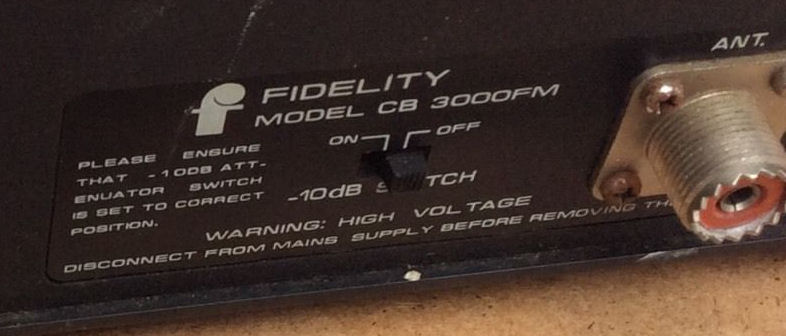 ANT.
FIDELITY
MODEL CB 3000FM
ON OFF
-10dB S TCH
PLEASE ENSURE
THAT -10DB ATT-
ENUATOR SWITCH
IS SET TO CORRECT
POSITION.
WARNING: HIGH VOLTAGE
DISCONNECT FROM MAINS SUPPLY BEFORE REMOVING